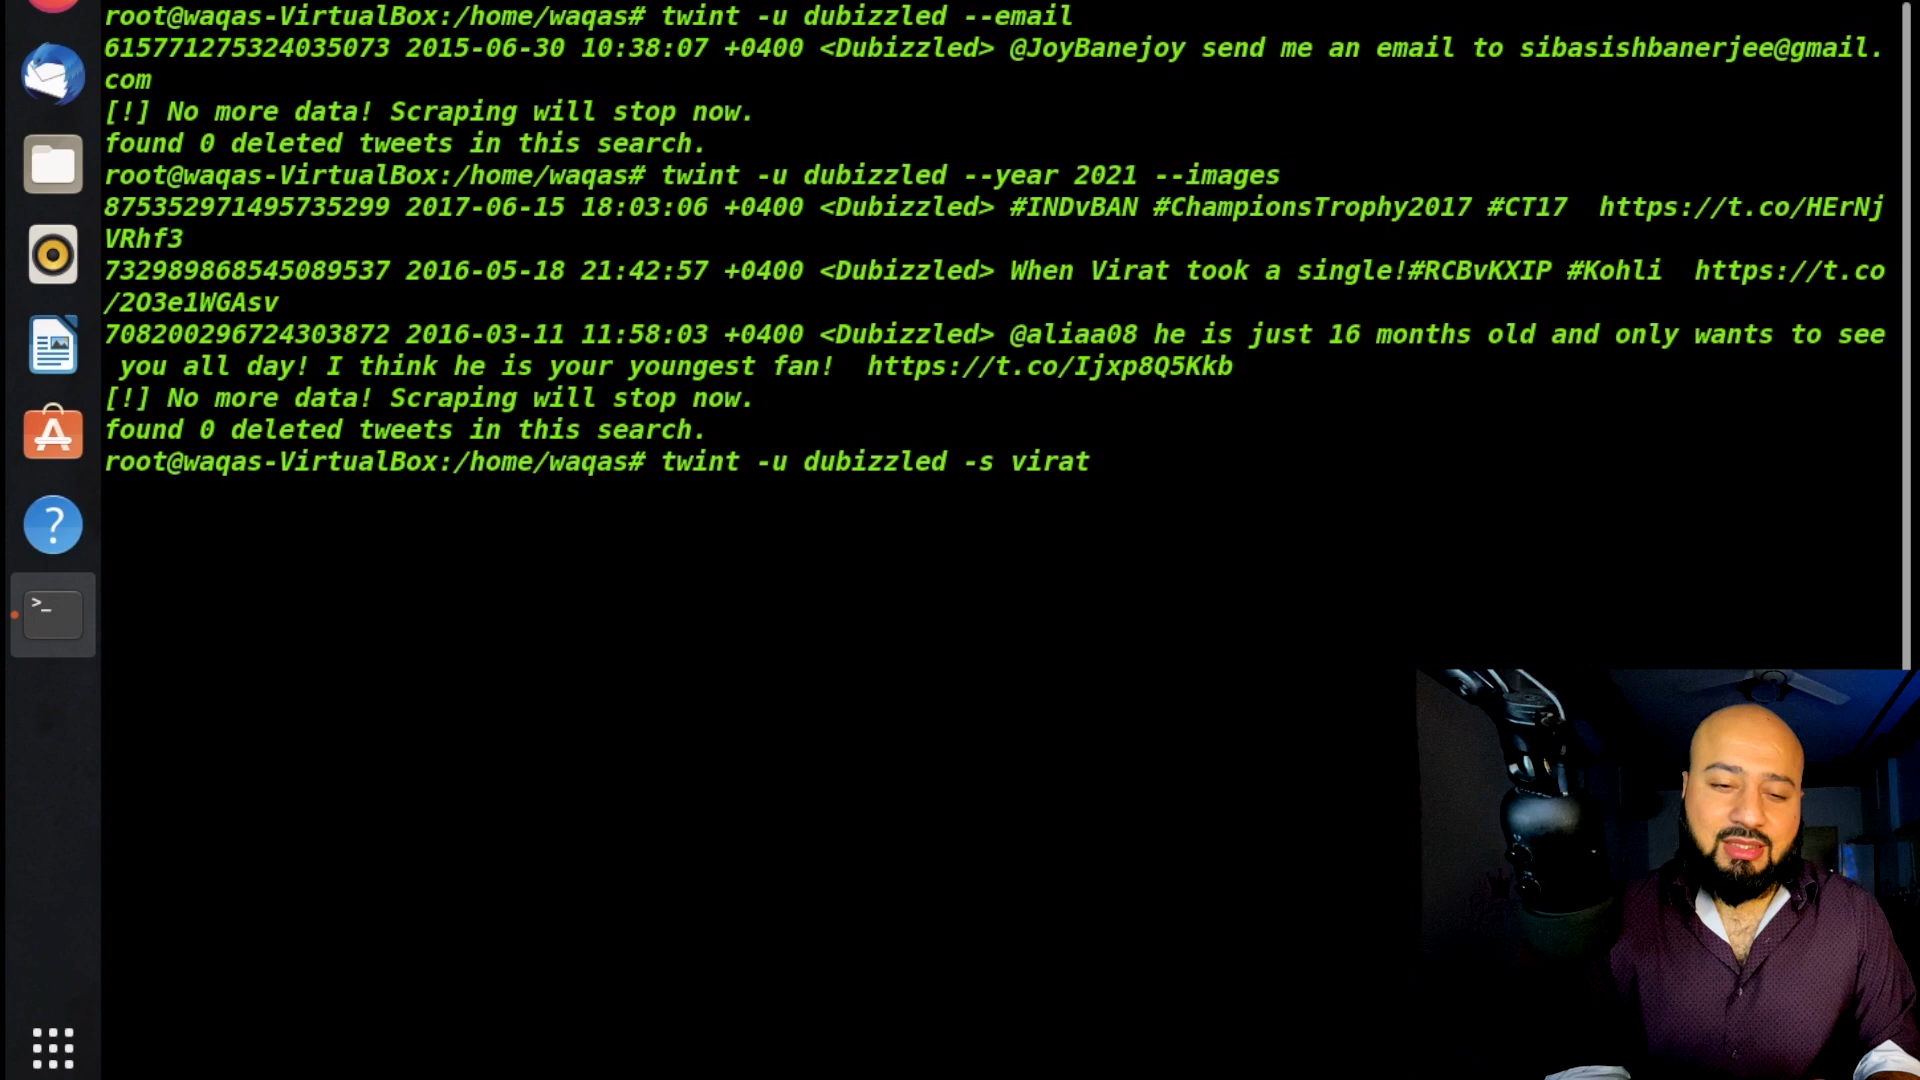 root@waqas-VirtualBox:/home/waqas# twint -u dubizzled --email
615771275324035073 2015-06-30 10:38:07 +0400 <Dubizzled> @JoyBanejoy send me an email to sibasishbanerjee@gmail.
com
[!] No more data! Scraping will stop now.
found 0 deleted tweets in this search.
root@waqas-VirtualBox:/home/waqas# twint -u dubizzled --year 2021 --images
875352971495735299 2017-06-15 18:03:06 +0400 <Dubizzled> #INDvBAN #ChampionsTrophy2017 #CT17  https://t.co/HErNj
VRhf3
732989868545089537 2016-05-18 21:42:57 +0400 <Dubizzled> When Virat took a single!#RCBvKXIP #Kohli  https://t.co
/2O3e1WGAsv
708200296724303872 2016-03-11 11:58:03 +0400 <Dubizzled> @aliaa08 he is just 16 months old and only wants to see
 you all day! I think he is your youngest fan!  https://t.co/Ijxp8Q5Kkb
[!] No more data! Scraping will stop now.
found 0 deleted tweets in this search.
root@waqas-VirtualBox:/home/waqas# twint -u dubizzled -s virat